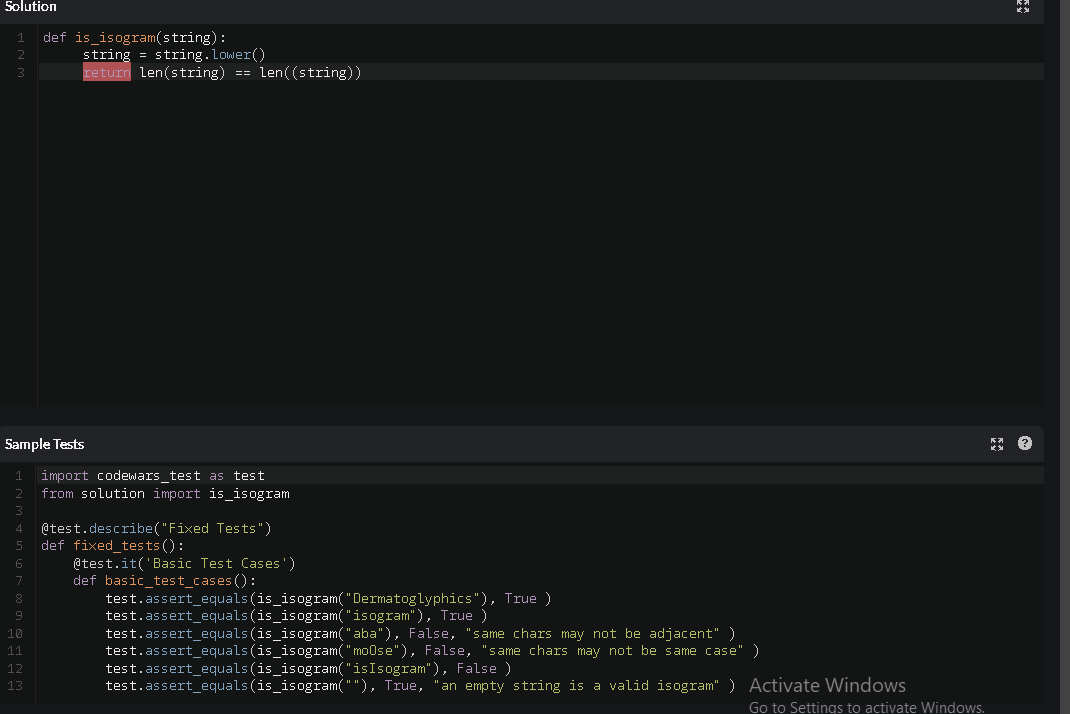 Solution
1 def is_isogram(string):
2     string = string.lower()
3     return len(string) == len((string))
Sample Tests
?
1 import codewars_test as test
2 from solution import is_isogram
3
4 @test.describe("Fixed Tests")
5 def fixed_tests():
6     @test.it('Basic Test Cases')
7     def basic_test_cases():
8         test.assert_equals(is_isogram("Dermatoglyphics"), True )
9         test.assert_equals(is_isogram("isogram"), True )
10         test.assert_equals(is_isogram("aba"), False, "same chars may not be adjacent" )
11         test.assert_equals(is_isogram("moOse"), False, "same chars may not be same case" )
12         test.assert_equals(is_isogram("isIsogram"), False )
13         test.assert_equals(is_isogram(""), True, "an empty string is a valid isogram" )
Activate Windows
Go to Settings to activate Windows.